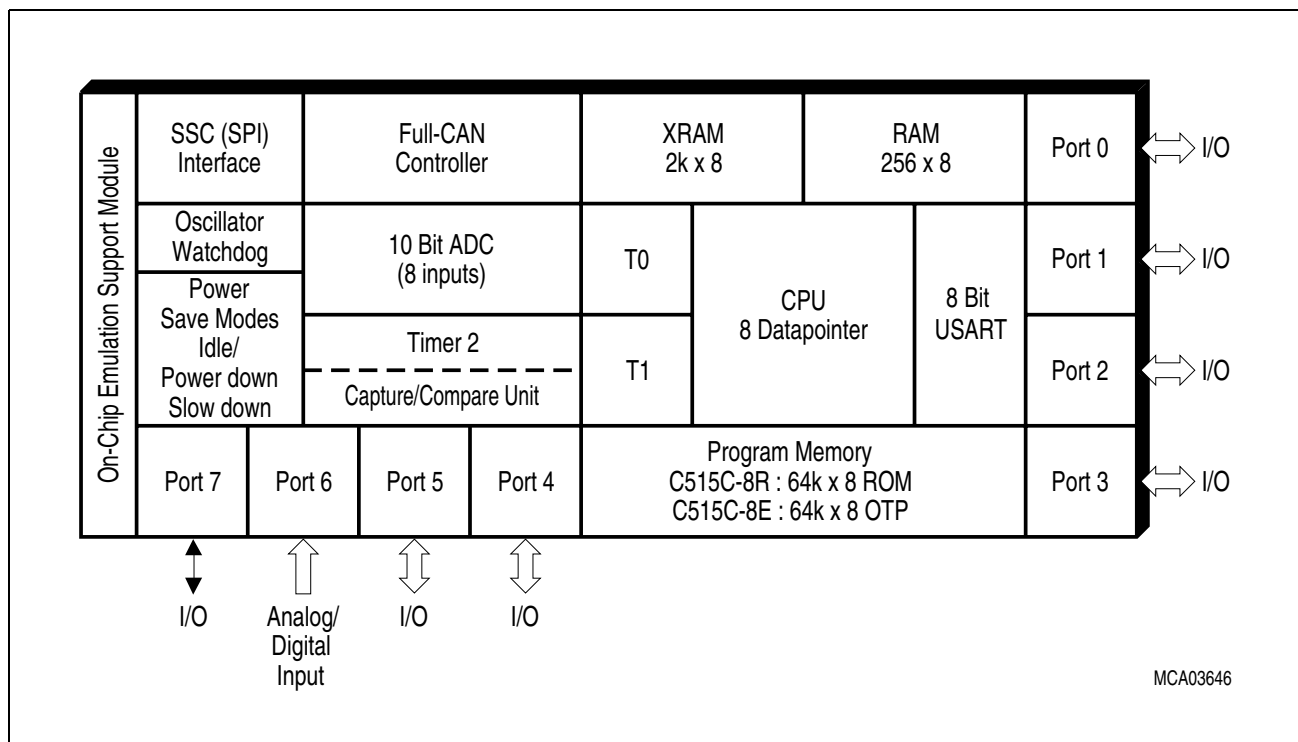 On-Chip Emulation Support Module
SSC (SPI)
Interface
Full-CAN
Controller
XRAM
2k x 8
RAM
256 x 8
Port 0
I/O
Oscillator
Watchdog
10 Bit ADC
(8 inputs)
T0
CPU
8 Datapointer
8 Bit
USART
Port 1
I/O
Power
Save Modes
Idle/
Power down
Slow down
Timer 2
Capture/Compare Unit
T1
Port 2
I/O
Port 7
Port 6
Port 5
Port 4
Program Memory
C515C-8R : 64k x 8 ROM
C515C-8E : 64k x 8 OTP
Port 3
I/O
I/O
Analog/
Digital
Input
I/O
I/O
MCA03646